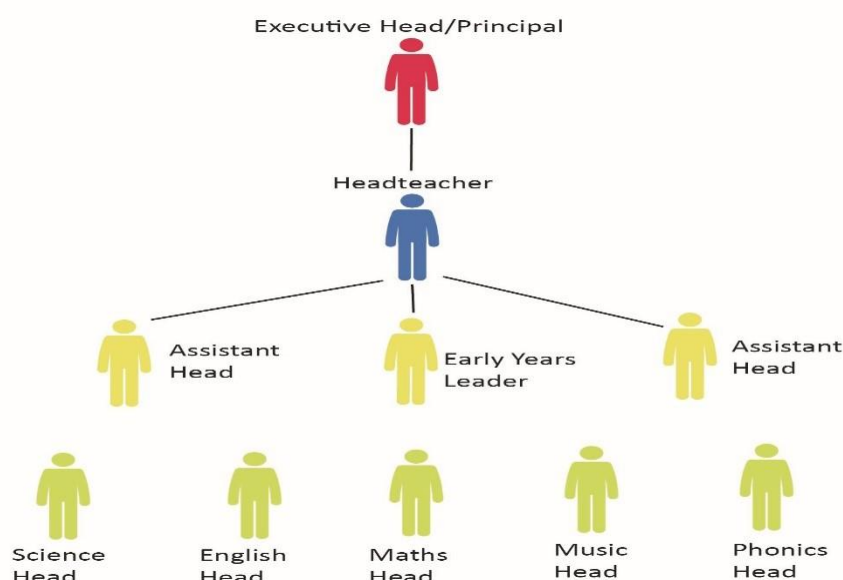 Executive Head/Principal
Headteacher
Assistant
Head
Early Years
Leader
Assistant
Head
Science
Head
English
Head
Maths
Head
Music
Head
Phonics
Head